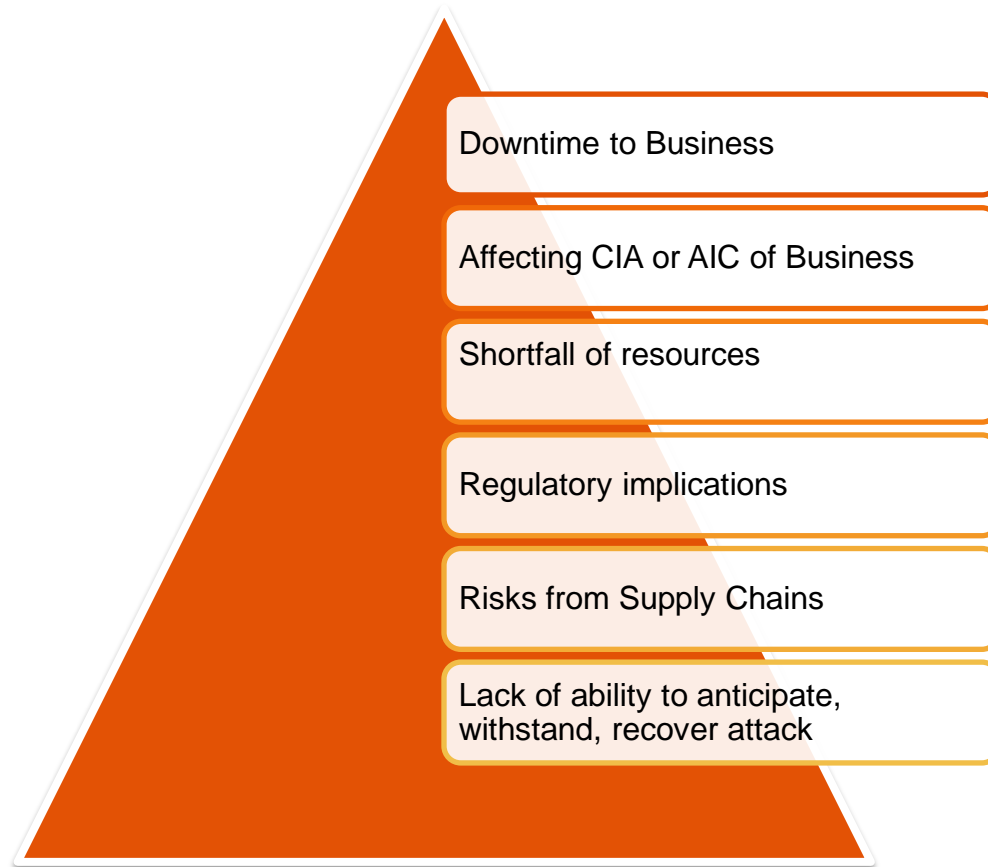 Downtime to Business
Affecting CIA or AIC of Business
Shortfall of resources
Regulatory implications
Risks from Supply Chains
Lack of ability to anticipate,
withstand, recover attack